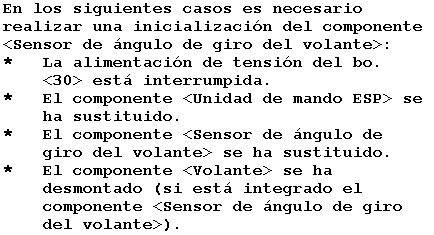 En los siguientes casos es necesario
realizar una inicialización del componente
<Sensor de ángulo de giro del volante>:
* La alimentación de tensión del bo.
<30> está interrumpida.
* El componente <Unidad de mando ESP> se
ha sustituido.
* El componente <Sensor de ángulo de
giro del volante> se ha sustituido.
* El componente <Volante> se ha
desmontado (si está integrado el
componente <Sensor de ángulo de giro
del volante>).